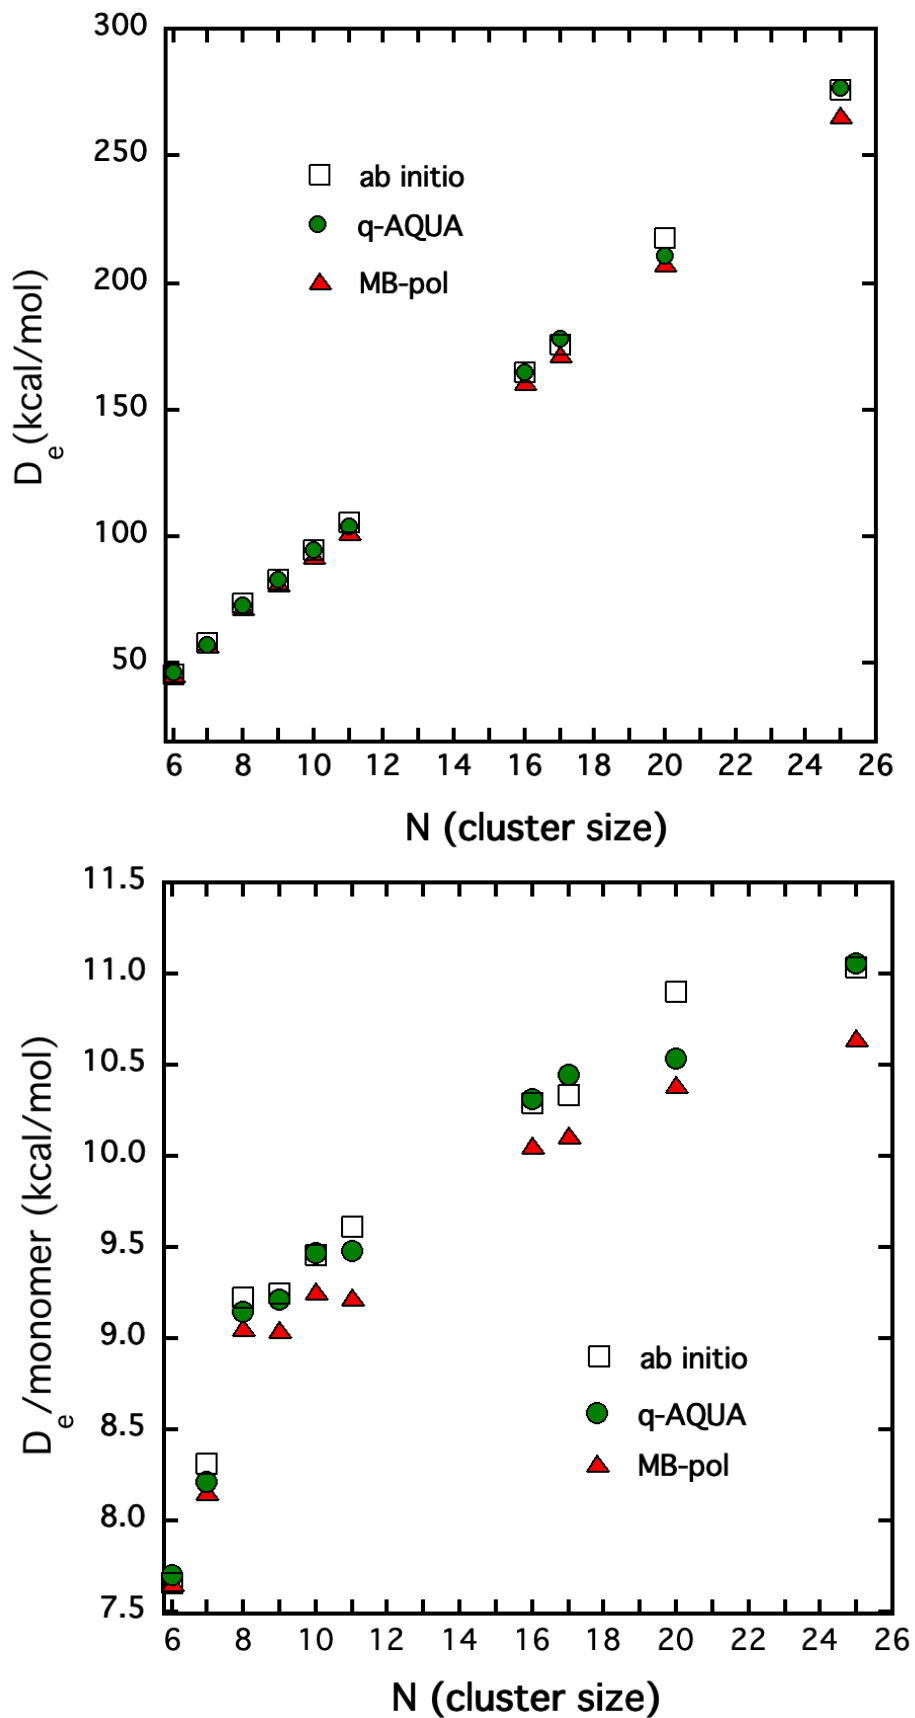 300
250
200
150
100
50
De (kcal/mol)
ab initio
q-AQUA
MB-pol
6 8 10 12 14 16 18 20 22 24 26
N (cluster size)
11.5
11.0
10.5
10.0
9.5
9.0
8.5
8.0
7.5
De/monomer (kcal/mol)
ab initio
q-AQUA
MB-pol
6 8 10 12 14 16 18 20 22 24 26
N (cluster size)